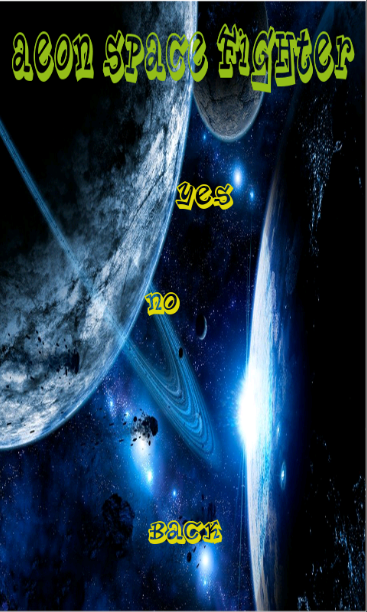 aeon space fighter
yes
no
back